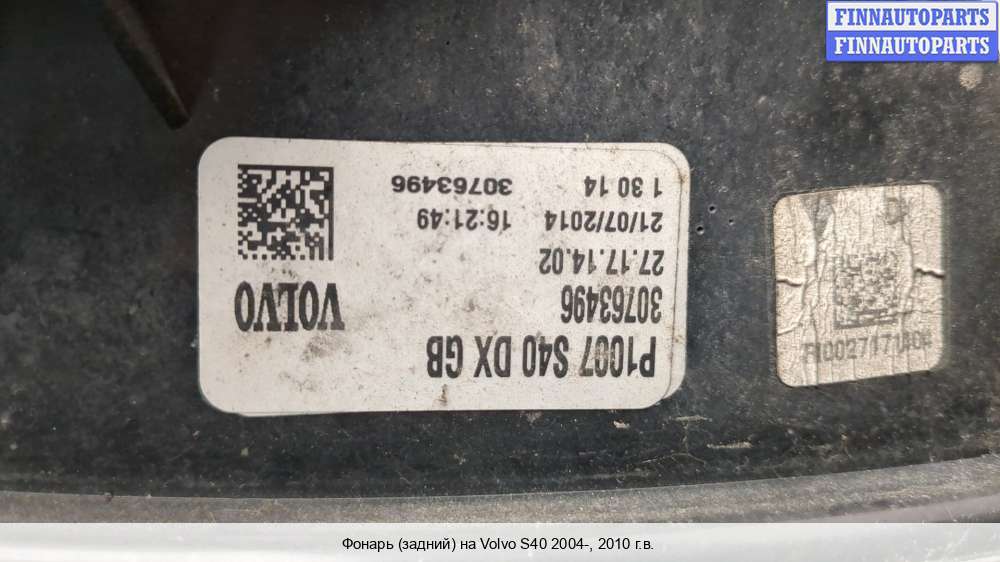 FINNAUTOPARTS
FINNAUTOPARTS
P1007 S40 DX GB
30763496
VOLVO
27.17.14.02
21/07/2014 16:21:49
1 30 14 30763496
Фонарь (задний) на Volvo S40 2004-, 2010 г.в.